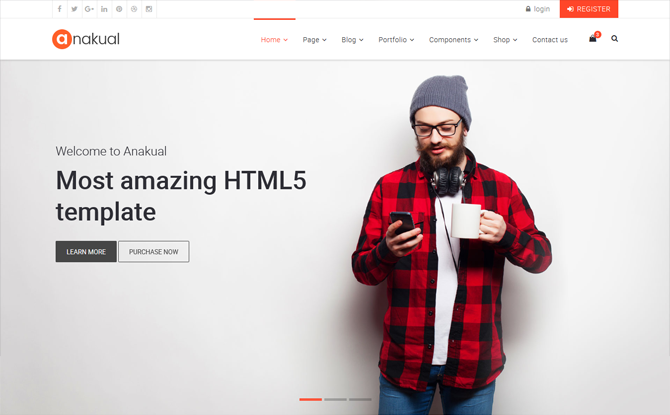 login
REGISTER
anakual
Home
Page
Blog
Portfolio
Components
Shop
Contact us
Welcome to Anakual
Most amazing HTML5
template
LEARN MORE
PURCHASE NOW